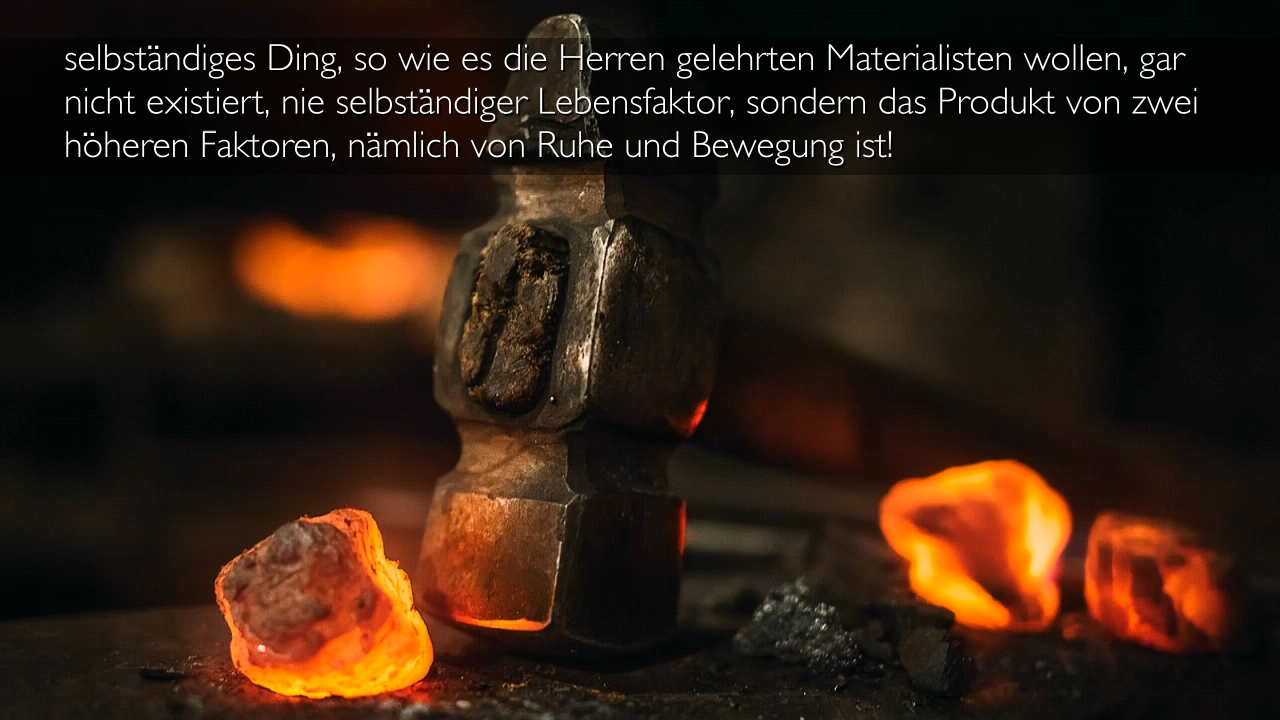 selbständiges Ding, so wie es die Herren gelehrten Materialisten wollen, gar
nicht existiert, nie selbständiger Lebensfaktor, sondern das Produkt von zwei
höheren Faktoren, nämlich von Ruhe und Bewegung ist!